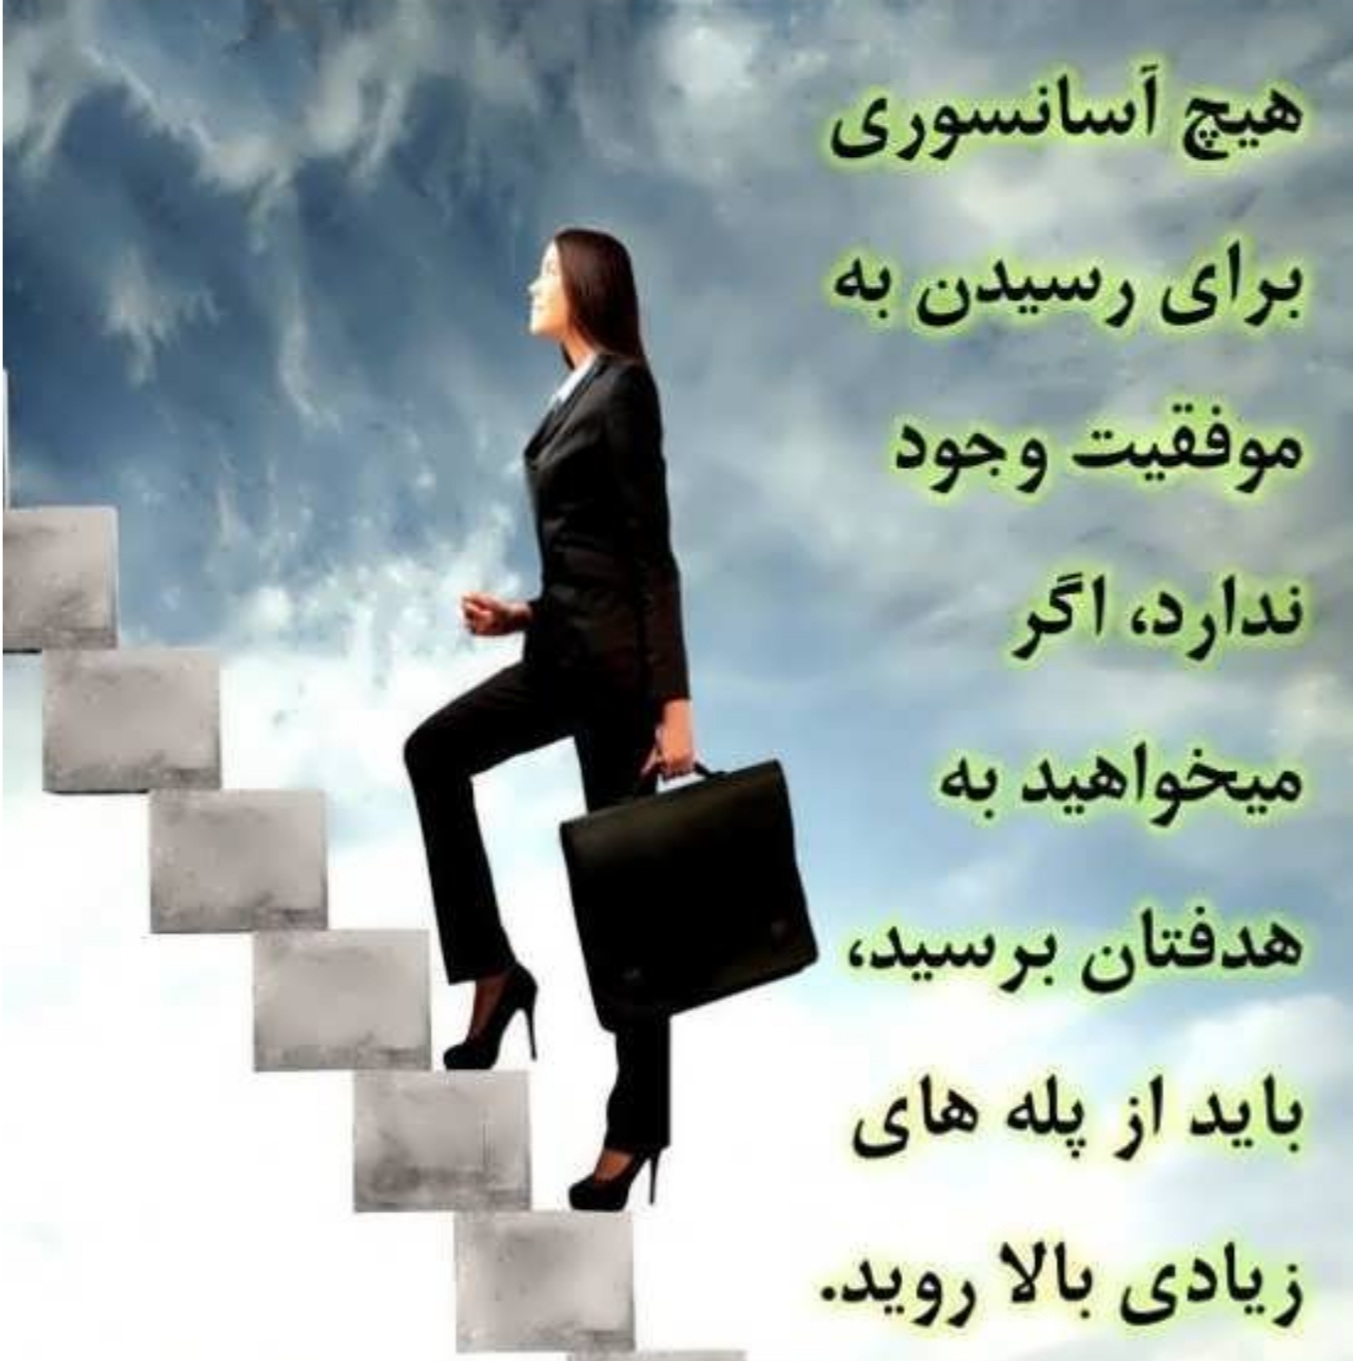 هیچ آسانسوری
برای رسیدن به
موفقیت وجود
ندارد، اگر
میخواهید به
هدفتان برسید،
باید از پله های
زیادی بالا روید.